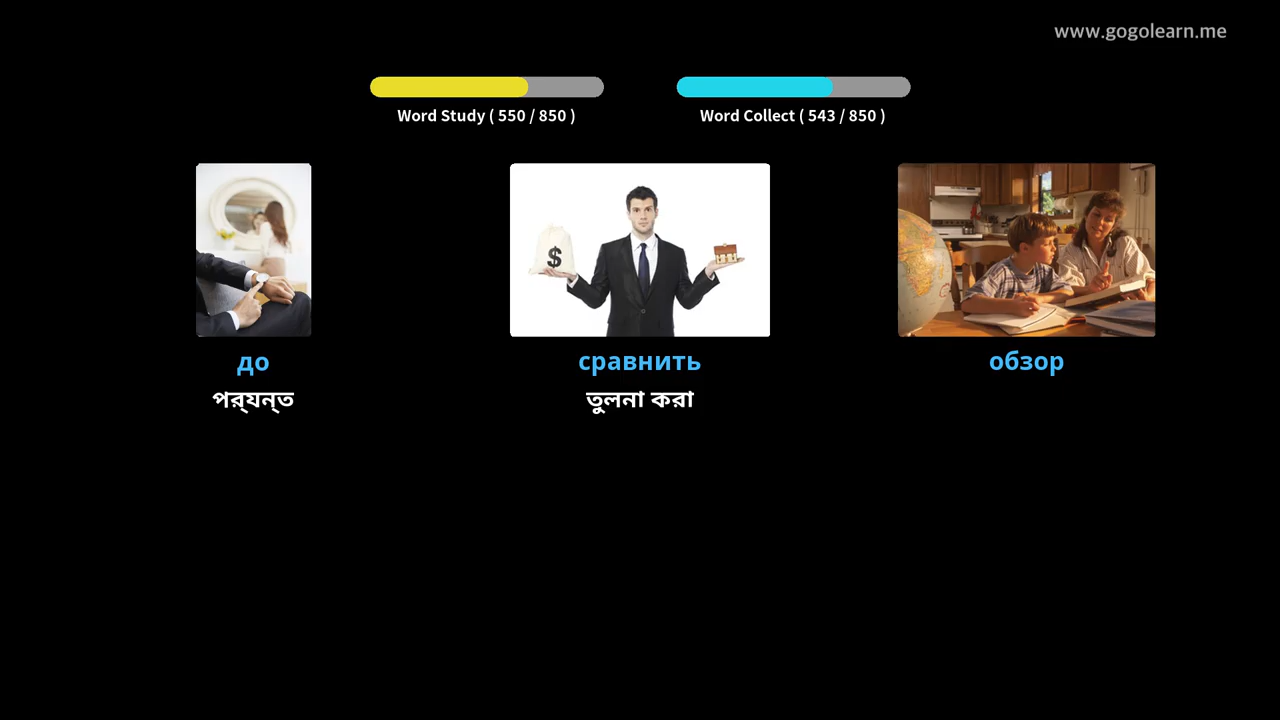 www.gogolearn.me
Word Study ( 550 / 850 )
Word Collect ( 543 / 850 )
до
сравнить
обзор
পর্যন্ত
তুলনা করা